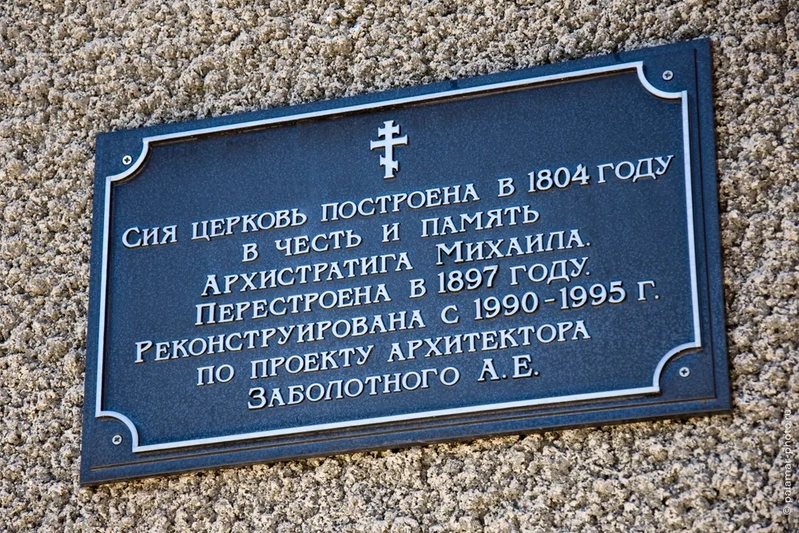 Сия церковь построена в 1804 году
в честь и память
Архистратига Михаила.
Перестроена в 1897 году.
Реконструирована с 1990-1995 г.
по проекту архитектора
Заболотного А.Е.